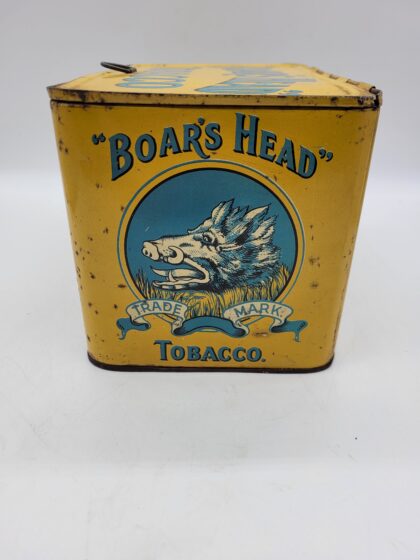 "BOAR'S HEAD"
TRADE MARK.
TOBACCO.